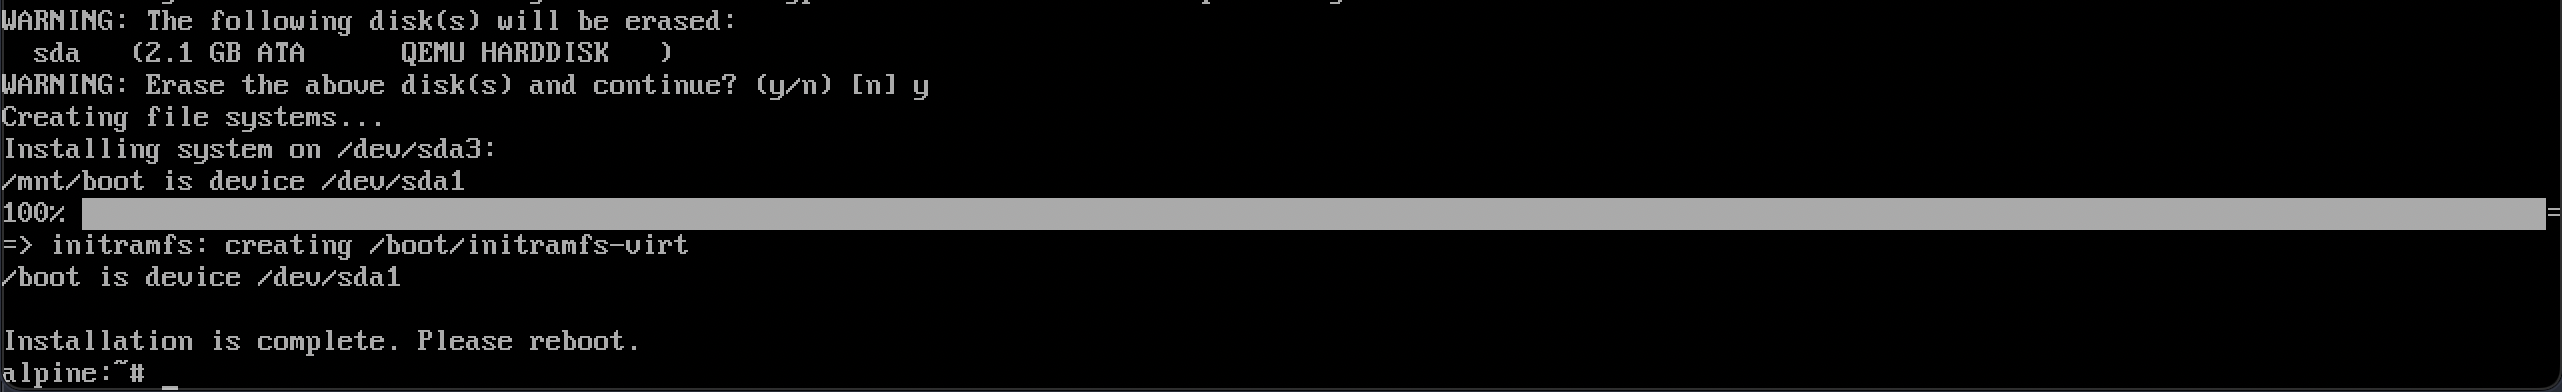 WARNING: The following disk(s) will be erased:
  sda   (2.1 GB ATA      QEMU HARDDISK   )
WARNING: Erase the above disk(s) and continue? (y/n) [n] y
Creating file systems...
Installing system on /dev/sda3:
/mnt/boot is device /dev/sda1
100% =
=> initramfs: creating /boot/initramfs-virt
/boot is device /dev/sda1

Installation is complete. Please reboot.
alpine:~# _